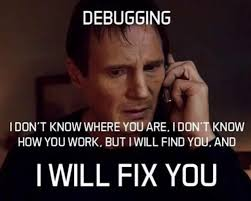 DEBUGGING
I DON'T KNOW WHERE YOU ARE, I DON'T KNOW
HOW YOU WORK, BUT I WILL FIND YOU, AND
I WILL FIX YOU